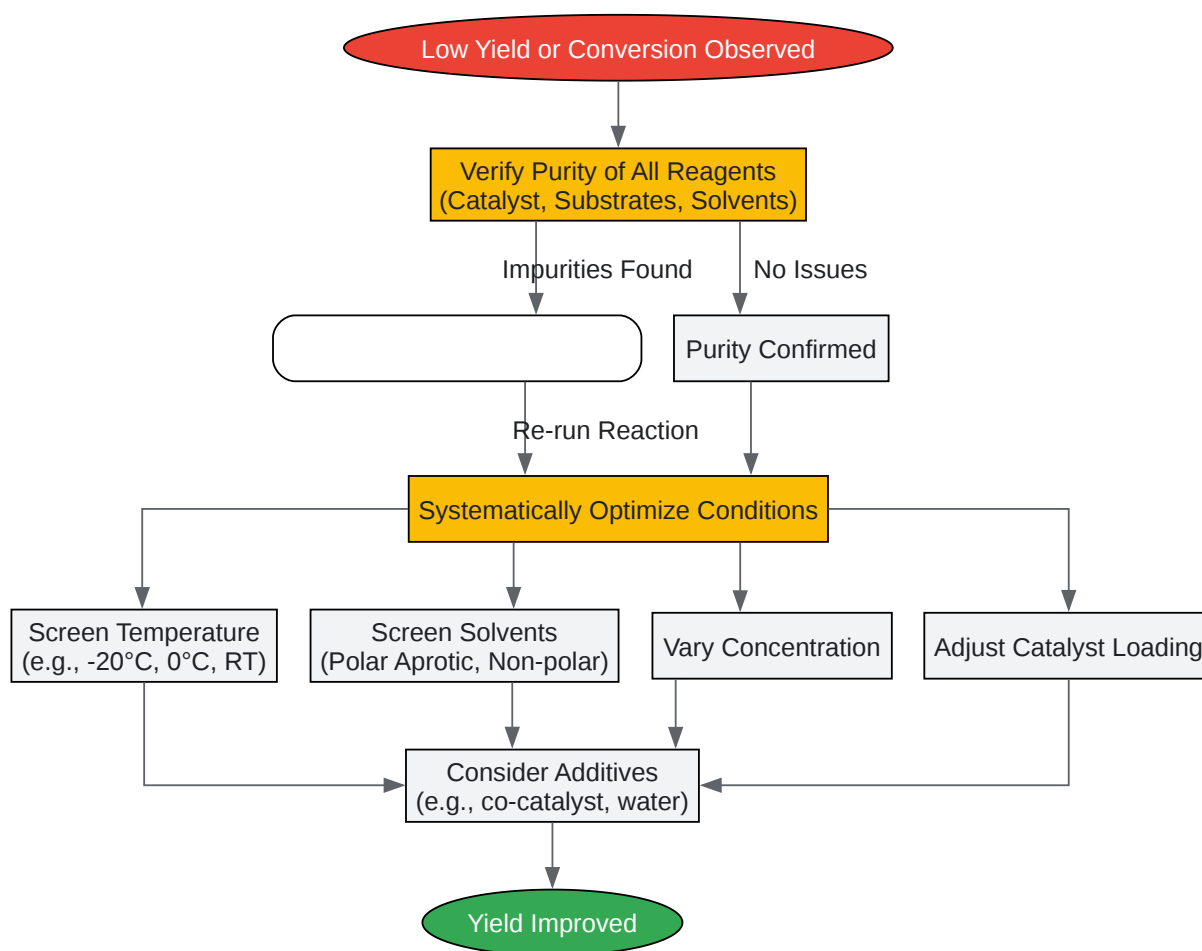 Low Yield or Conversion Observed
Verify Purity of All Reagents
(Catalyst, Substrates, Solvents)
Impurities Found
No Issues
Purity Confirmed
Re-run Reaction
Systematically Optimize Conditions
Screen Temperature
(e.g., -20°C, 0°C, RT)
Screen Solvents
(Polar Aprotic, Non-polar)
Vary Concentration
Adjust Catalyst Loading
Consider Additives
(e.g., co-catalyst, water)
Yield Improved